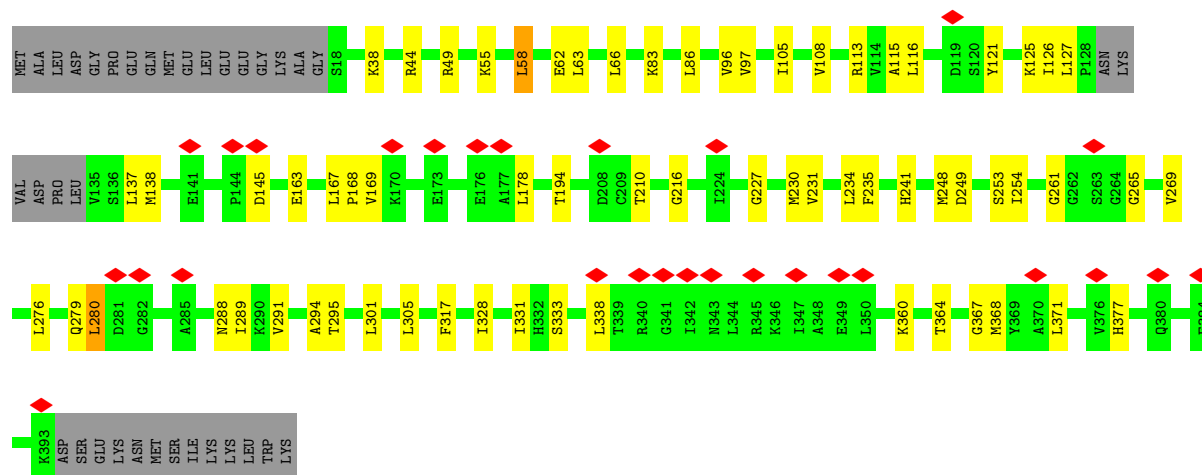 MET ALA LEU ASP GLY PRO GLU GLN MET GLU LEU GLU GLU GLY LYS ALA GLY S18 K38 R44 R49 K55 L58 E62 L63 L66 K83 L86 V96 V97 I105 V108 R113 V114 A115 L116 D119 S120 Y121 K125 I126 L127 P128 ASN LYS
VAL ASP PRO LEU V135 S136 L137 M138 E141 P144 D145 E163 L167 P168 V169 K170 E173 E176 A177 L178 T194 D208 C209 T210 G216 I224 G227 M230 V231 L234 F235 H241 M248 D249 S253 I254 G261 G262 S263 G264 G265 V269
L276 Q279 L280 D281 G282 A285 N288 I289 K290 V291 A294 T295 L301 L305 F317 I328 I331 H332 S333 L338 T339 R340 G341 I342 N343 L344 R345 K346 I347 A348 E349 L350 K360 T364 G367 M368 Y369 A370 L371 V376 H377 Q380
K393 ASP SER GLU LYS ASN MET SER ILE LYS LYS LEU TRP LYS